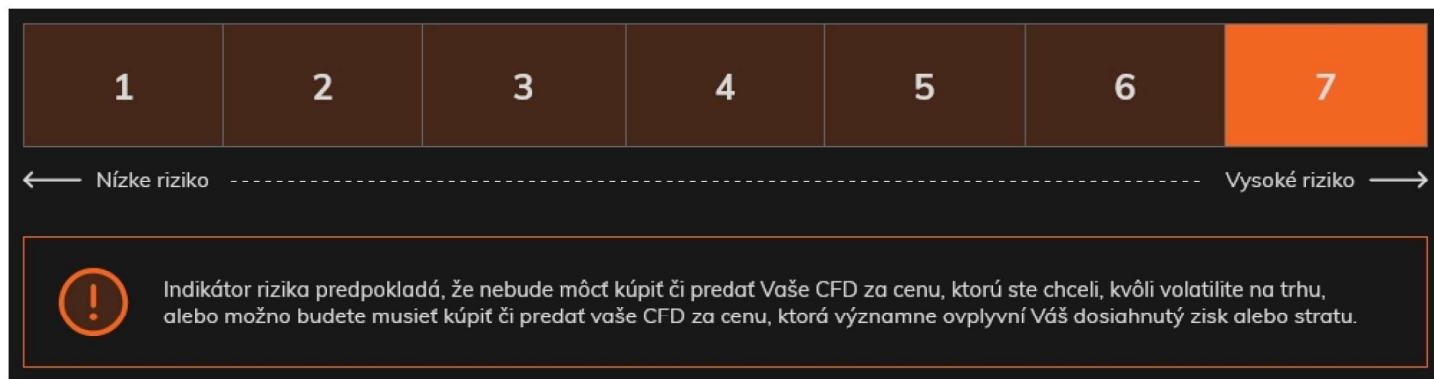 1 2 3 4 5 6 7
Nízke riziko Vysoké riziko
Indikátor rizika predpokladá, že nebude môcť kúpiť či predať Vaše CFD za cenu, ktorú ste chceli, kvôli volatilite na trhu,
alebo možno budete musieť kúpiť či predať vaše CFD za cenu, ktorá významne ovplyvní Váš dosiahnutý zisk alebo stratu.